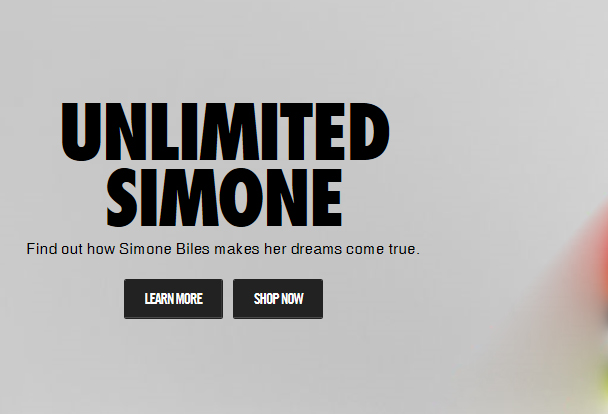 UNLIMITED
SIMONE
Find out how Simone Biles makes her dreams come true.
LEARN MORE SHOP NOW